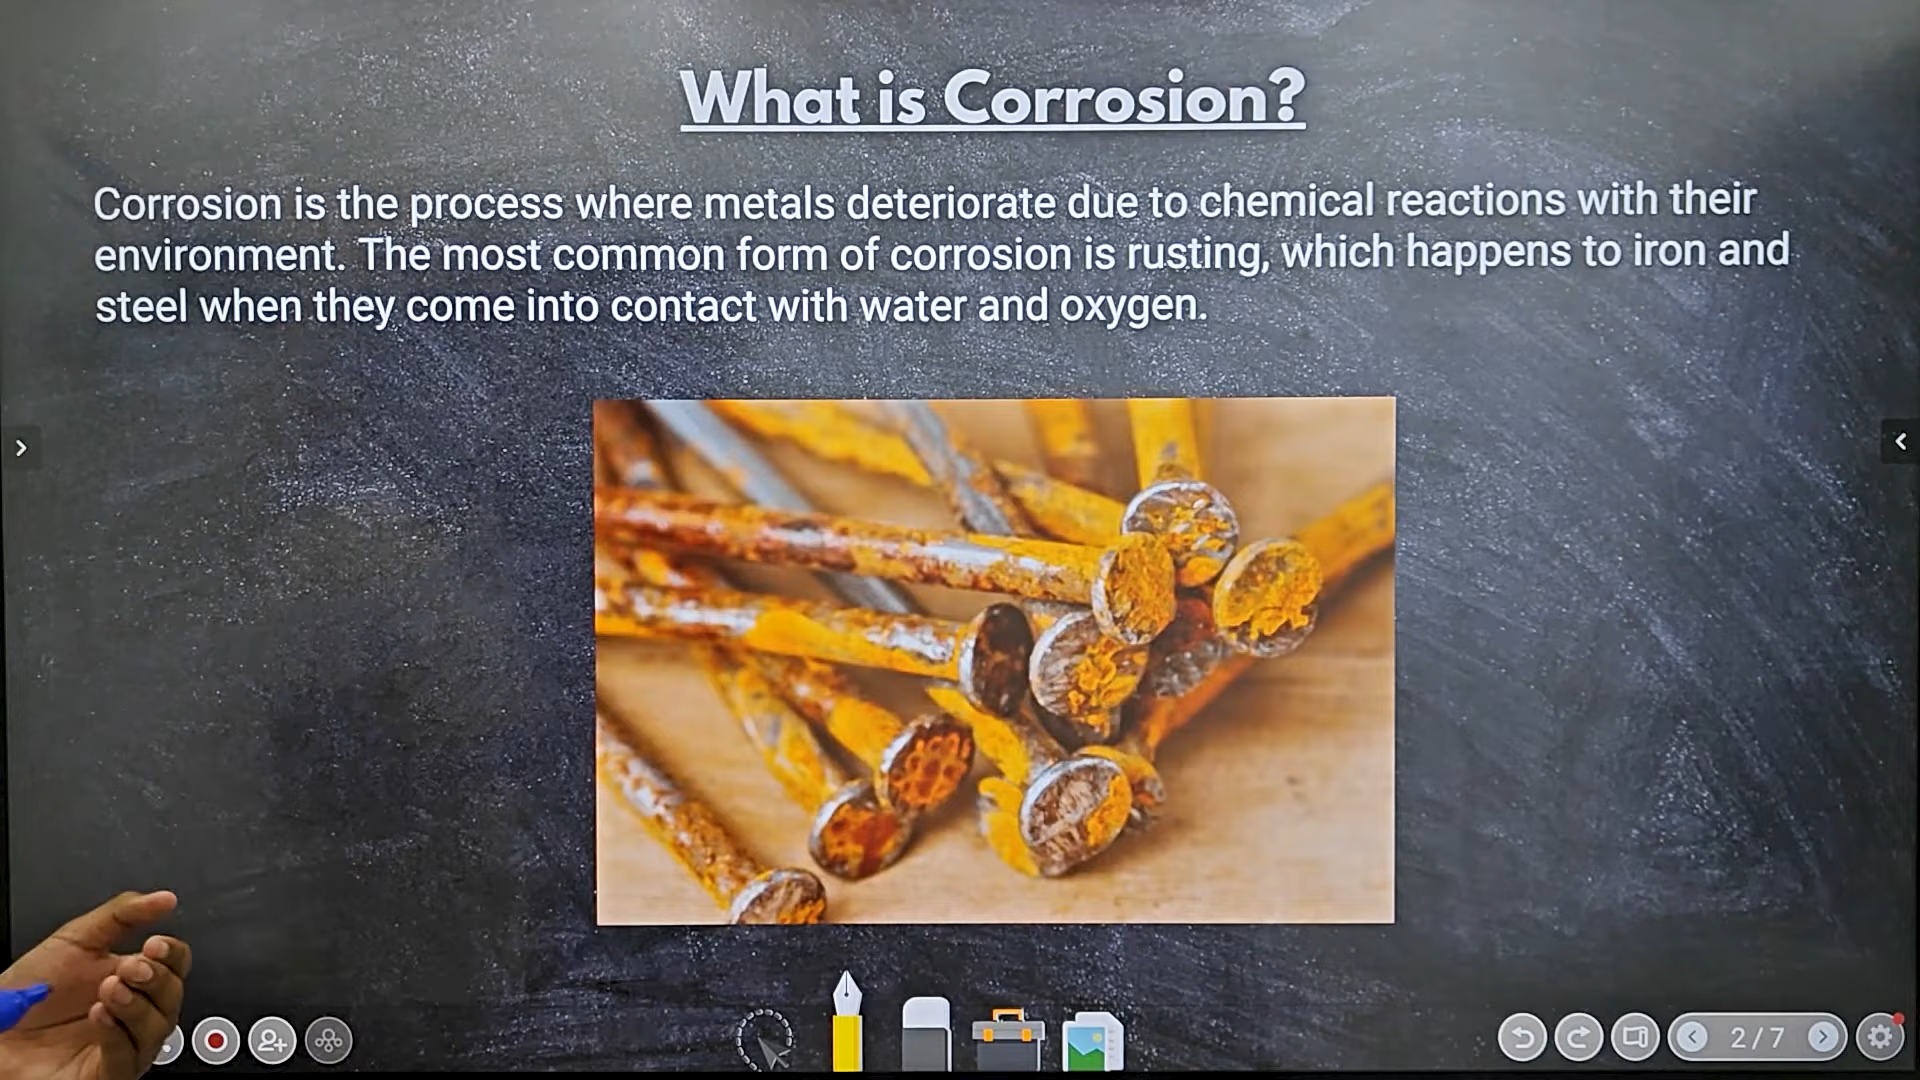 What is Corrosion?
Corrosion is the process where metals deteriorate due to chemical reactions with their
environment. The most common form of corrosion is rusting, which happens to iron and
steel when they come into contact with water and oxygen.
2/7